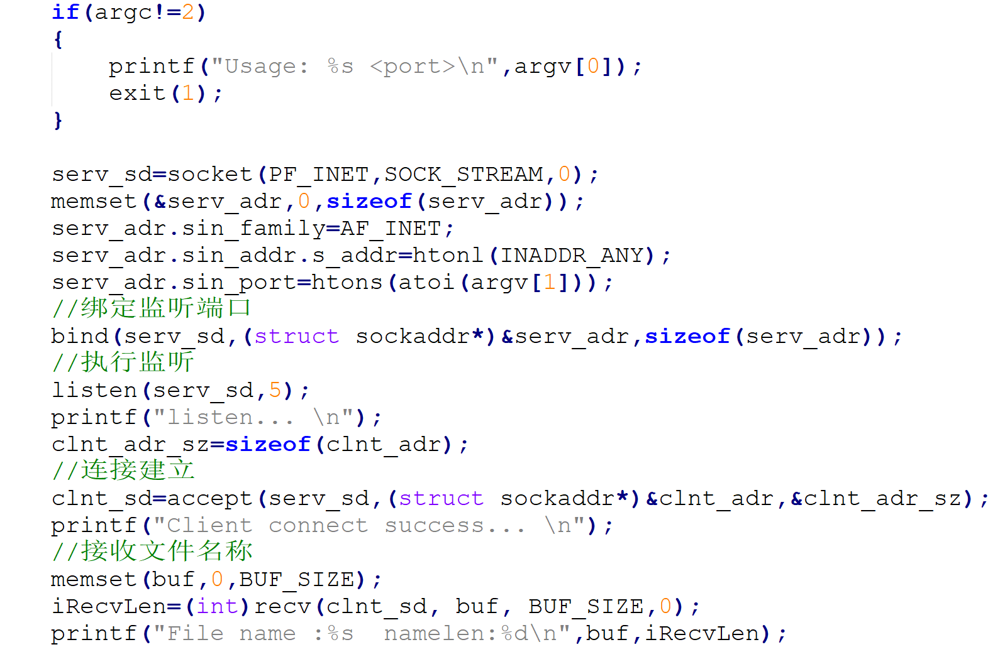 if(argc!=2)
{
    printf("Usage: %s <port>\n",argv[0]);
    exit(1);
}

serv_sd=socket(PF_INET,SOCK_STREAM,0);
memset(&serv_adr,0,sizeof(serv_adr));
serv_adr.sin_family=AF_INET;
serv_adr.sin_addr.s_addr=htonl(INADDR_ANY);
serv_adr.sin_port=htons(atoi(argv[1]));
//绑定监听端口
bind(serv_sd,(struct sockaddr*)&serv_adr,sizeof(serv_adr));
//执行监听
listen(serv_sd,5);
printf("listen... \n");
clnt_adr_sz=sizeof(clnt_adr);
//连接建立
clnt_sd=accept(serv_sd,(struct sockaddr*)&clnt_adr,&clnt_adr_sz);
printf("Client connect success... \n");
//接收文件名称
memset(buf,0,BUF_SIZE);
iRecvLen=(int)recv(clnt_sd, buf, BUF_SIZE,0);
printf("File name :%s  namelen:%d\n",buf,iRecvLen);